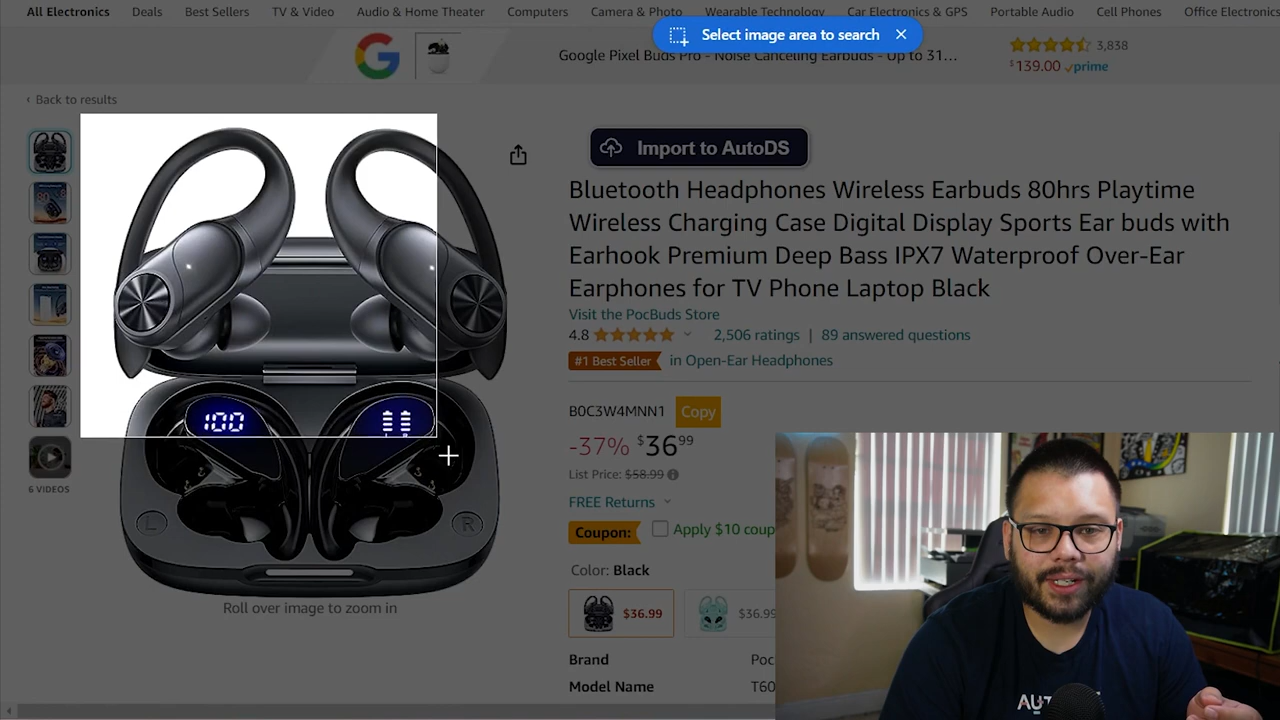 All Electronics Deals Best Sellers TV & Video Audio & Home Theater Computers Camera & Photo Wearable Technology Car Electronics & GPS Portable Audio Cell Phones Office Electronics
Select image area to search
Google Pixel Buds Pro - Noise Canceling Earbuds - Up to 31…
3,838
$139.00 prime
‹ Back to results
Import to AutoDS
Bluetooth Headphones Wireless Earbuds 80hrs Playtime
Wireless Charging Case Digital Display Sports Ear buds with
Earhook Premium Deep Bass IPX7 Waterproof Over-Ear
Earphones for TV Phone Laptop Black
Visit the PocBuds Store
4.8 2,506 ratings | 89 answered questions
#1 Best Seller in Open-Ear Headphones
B0C3W4MNN1 Copy
-37% $3699
List Price: $58.99
FREE Returns
Coupon: Apply $10 coup
Color: Black
$36.99 $36.99
Brand Poc
Model Name T60
100
L R
6 VIDEOS
Roll over image to zoom in